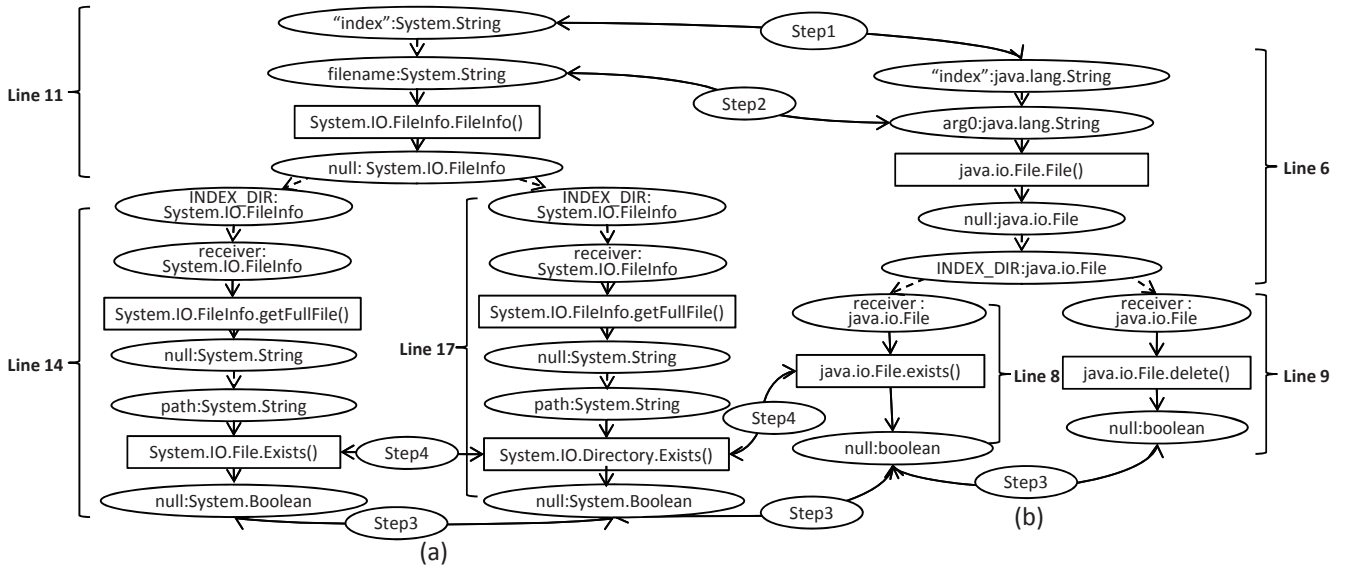 "index":System.String
Step1
Line 11
filename:System.String
Step2
System.IO.FileInfo.FileInfo()
null: System.IO.FileInfo
"index":java.lang.String
arg0:java.lang.String
java.io.File.File()
Line 6
null:java.io.File
INDEX_DIR:java.io.File
INDEX_DIR:
System.IO.FileInfo
receiver:
System.IO.FileInfo
System.IO.FileInfo.getFullFile()
Line 14
null:System.String
path:System.String
System.IO.File.Exists()
null:System.Boolean
Step4
Step3
INDEX_DIR:
System.IO.FileInfo
receiver:
System.IO.FileInfo
System.IO.FileInfo.getFullFile()
Line 17
null:System.String
path:System.String
System.IO.Directory.Exists()
null:System.Boolean
Step4
Step3
receiver :
java.io.File
java.io.File.exists()
Line 8
null:boolean
receiver :
java.io.File
java.io.File.delete()
Line 9
null:boolean
Step3
(a)
(b)